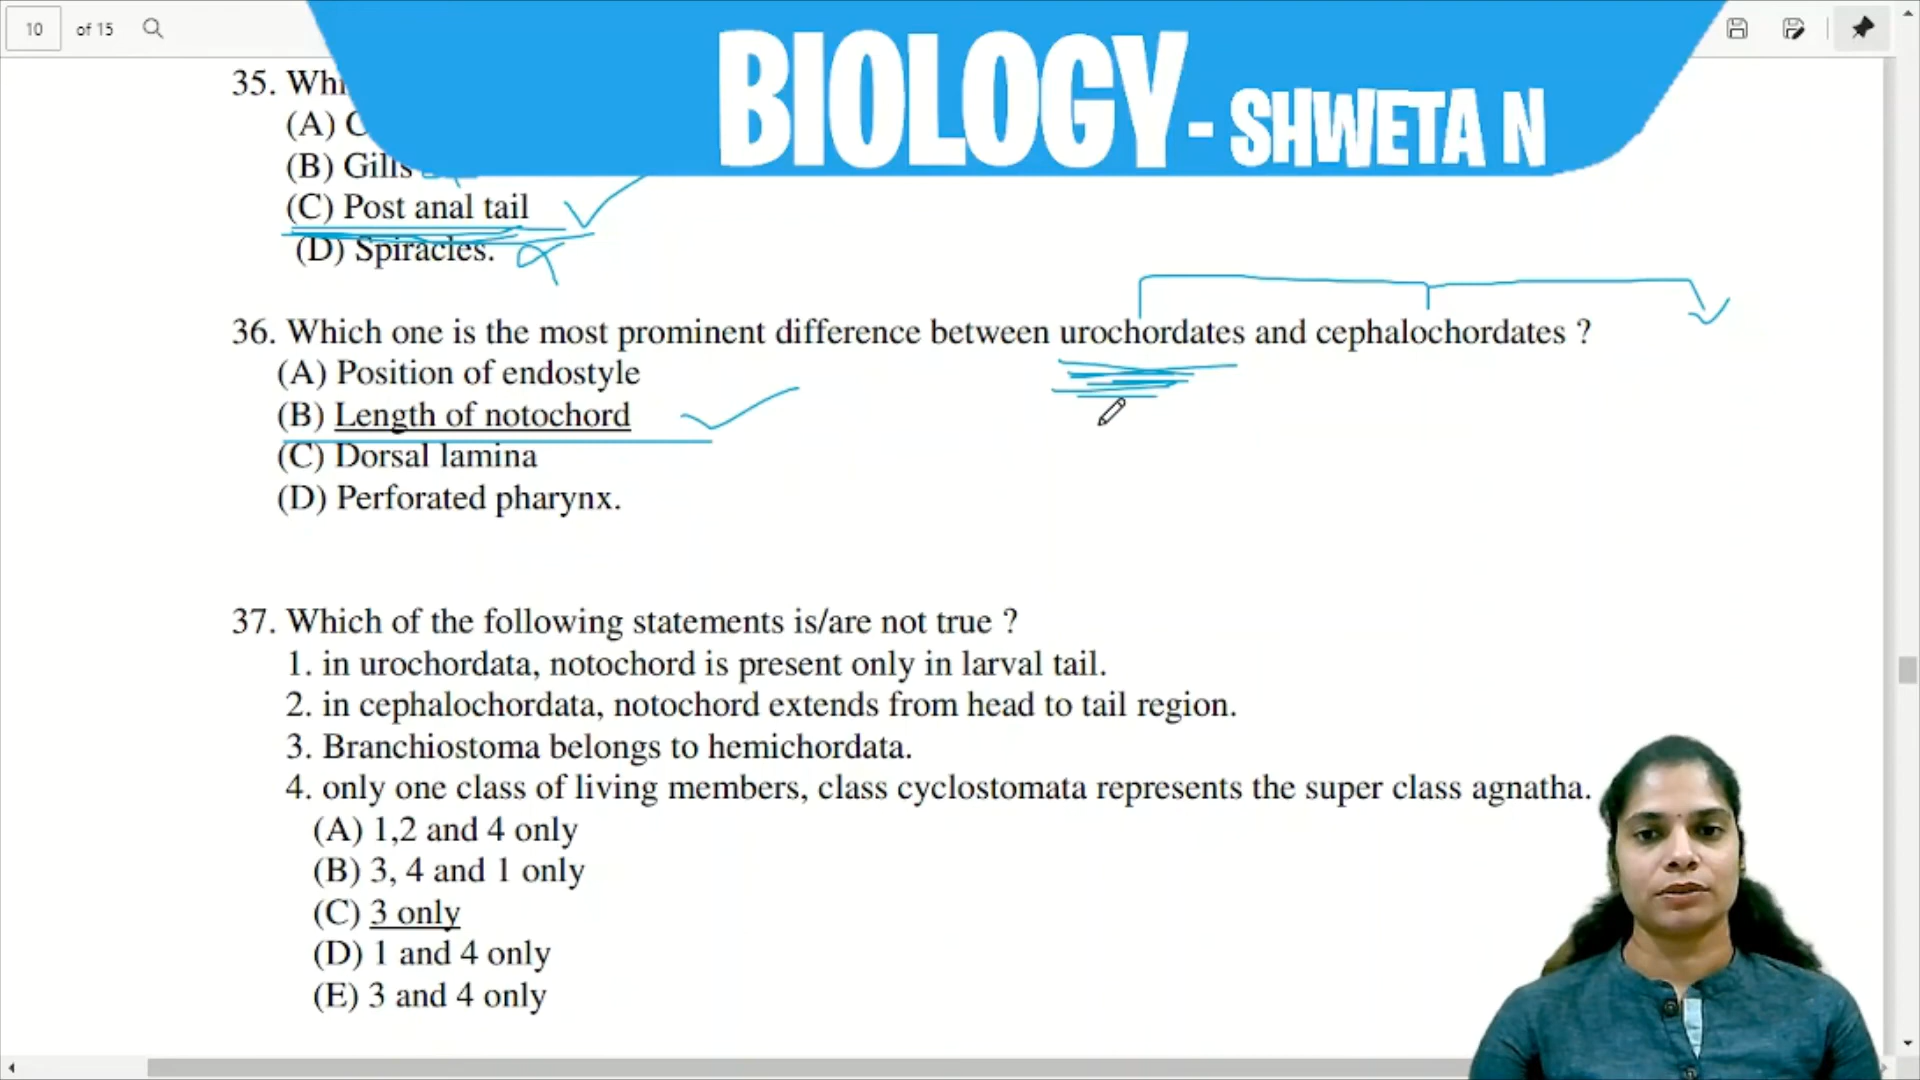 10 of 15
BIOLOGY - SHWETA N
35. Whi
(A) C
(B) Gills
(C) Post anal tail
(D) Spiracles.
36. Which one is the most prominent difference between urochordates and cephalochordates ?
(A) Position of endostyle
(B) Length of notochord
(C) Dorsal lamina
(D) Perforated pharynx.
37. Which of the following statements is/are not true ?
1. in urochordata, notochord is present only in larval tail.
2. in cephalochordata, notochord extends from head to tail region.
3. Branchiostoma belongs to hemichordata.
4. only one class of living members, class cyclostomata represents the super class agnatha.
(A) 1,2 and 4 only
(B) 3, 4 and 1 only
(C) 3 only
(D) 1 and 4 only
(E) 3 and 4 only